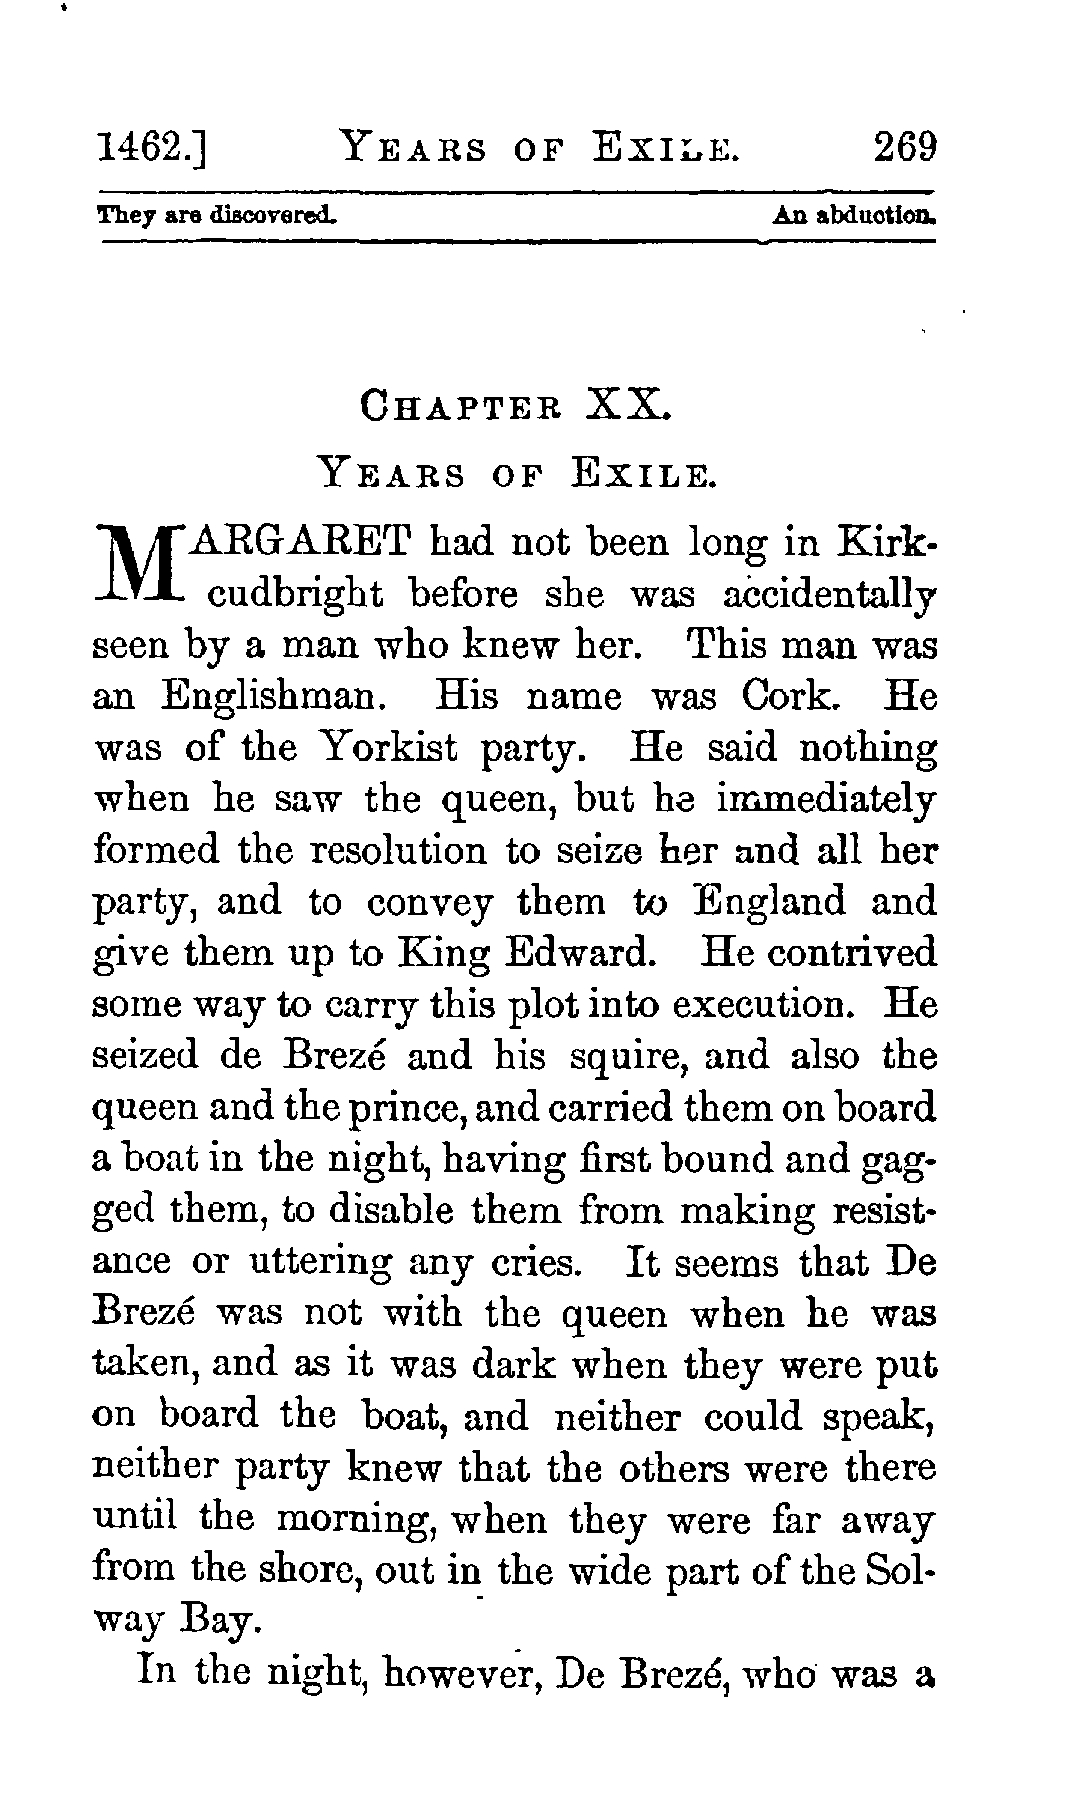 1462.] YEARS OF EXILE. 269
They are discovered. An abduction.
CHAPTER XX.
YEARS OF EXILE.
MARGARET had not been long in Kirk-
cudbright before she was accidentally
seen by a man who knew her. This man was
an Englishman. His name was Cork. He
was of the Yorkist party. He said nothing
when he saw the queen, but he immediately
formed the resolution to seize her and all her
party, and to convey them to England and
give them up to King Edward. He contrived
some way to carry this plot into execution. He
seized de Brezé and his squire, and also the
queen and the prince, and carried them on board
a boat in the night, having first bound and gag-
ged them, to disable them from making resist-
ance or uttering any cries. It seems that De
Brezé was not with the queen when he was
taken, and as it was dark when they were put
on board the boat, and neither could speak,
neither party knew that the others were there
until the morning, when they were far away
from the shore, out in the wide part of the Sol-
way Bay.
In the night, however, De Brezé, who was a